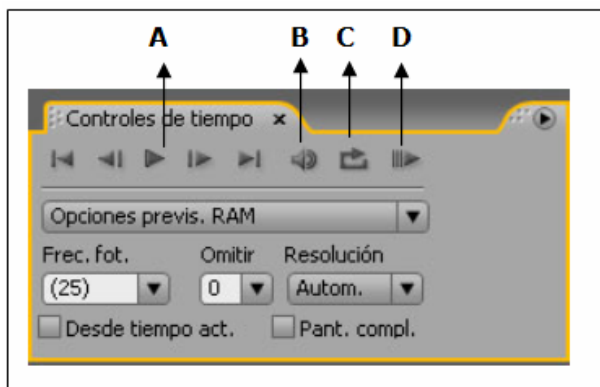 A B C D
Controles de tiempo x
Opciones previs. RAM
Frec. fot. Omitir Resolución
(25) 0 Autom.
Desde tiempo act. Pant. compl.